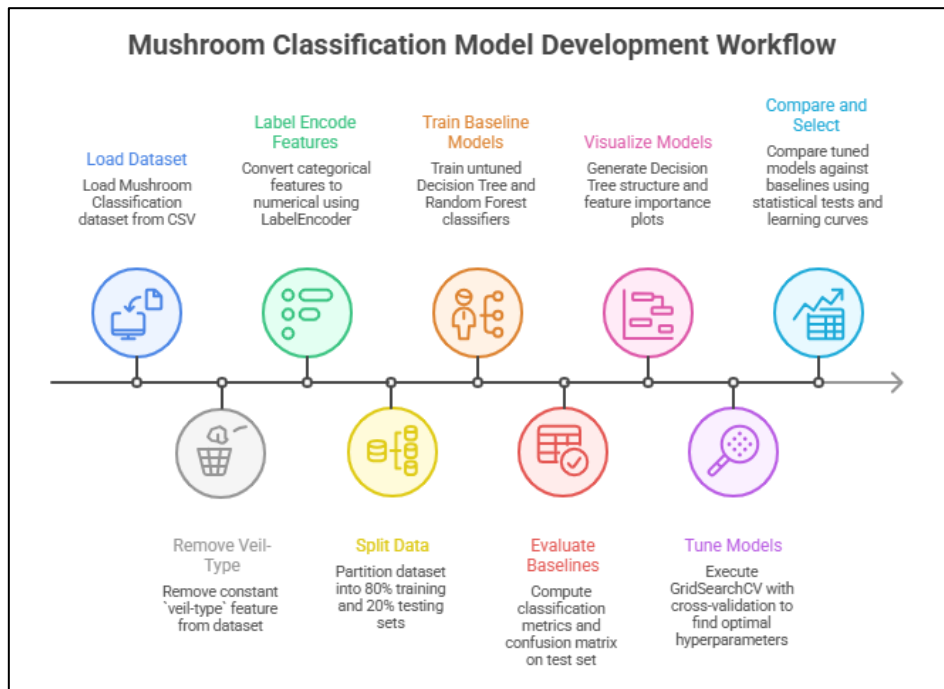 Mushroom Classification Model Development Workflow
Load Dataset
Load Mushroom
Classification
dataset from CSV
Remove Veil-
Type
Remove constant
`veil-type` feature
from dataset
Label Encode
Features
Convert categorical
features to
numerical using
LabelEncoder
Split Data
Partition dataset
into 80% training
and 20% testing
sets
Train Baseline
Models
Train untuned
Decision Tree and
Random Forest
classifiers
Evaluate
Baselines
Compute
classification
metrics and
confusion matrix
on test set
Visualize Models
Generate Decision
Tree structure and
feature importance
plots
Tune Models
Execute
GridSearchCV with
cross-validation to
find optimal
hyperparameters
Compare and
Select
Compare tuned
models against
baselines using
statistical tests and
learning curves